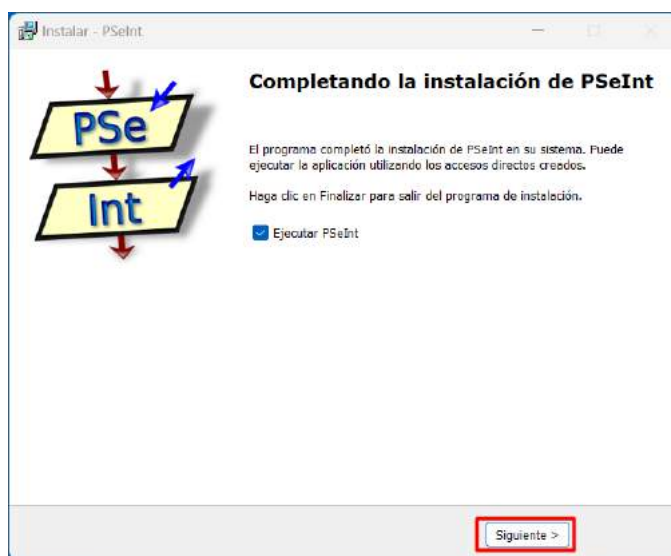 Instalar - PSeInt
PSe
Int
Completando la instalación de PSeInt
El programa completó la instalación de PSeInt en su sistema. Puede
ejecutar la aplicación utilizando los accesos directos creados.
Haga clic en Finalizar para salir del programa de instalación.
Ejecutar PSeInt
Siguiente >